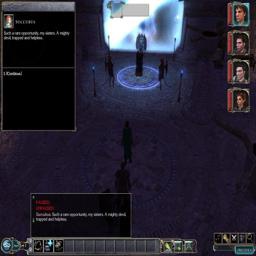 SUCCUBUS
Such a rare opportunity, my sisters. A mighty
devil, trapped and helpless.
1. [Continue]
Succubus: Such a rare opportunity, my sisters. A mighty devil,
trapped and helpless.